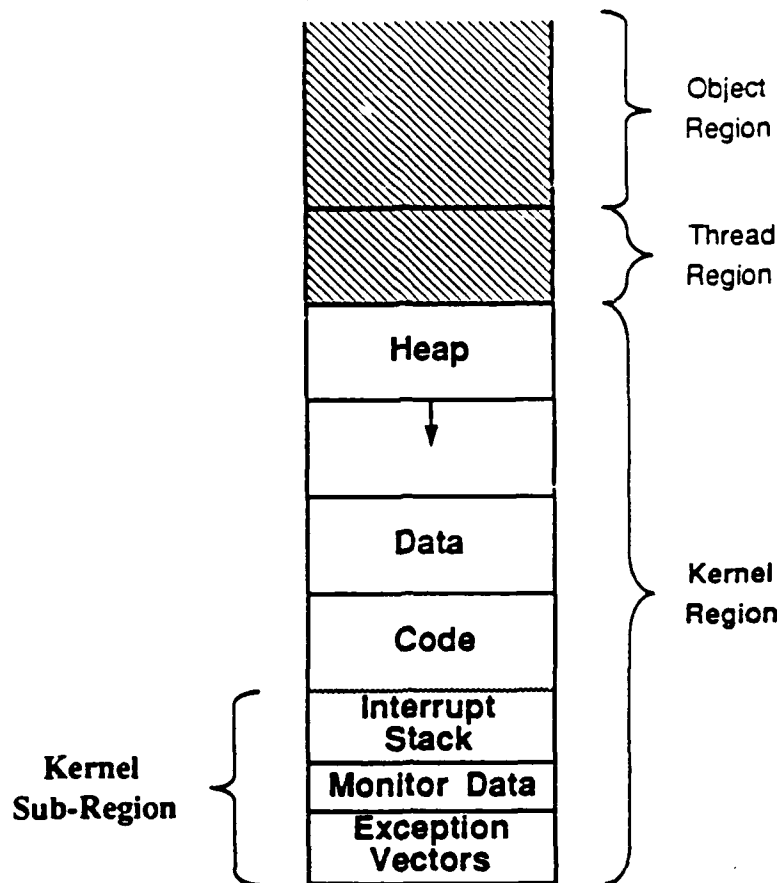 Object
Region
Thread
Region
Heap
Data
Kernel
Region
Code
Interrupt
Stack
Kernel
Sub-Region
Monitor Data
Exception
Vectors